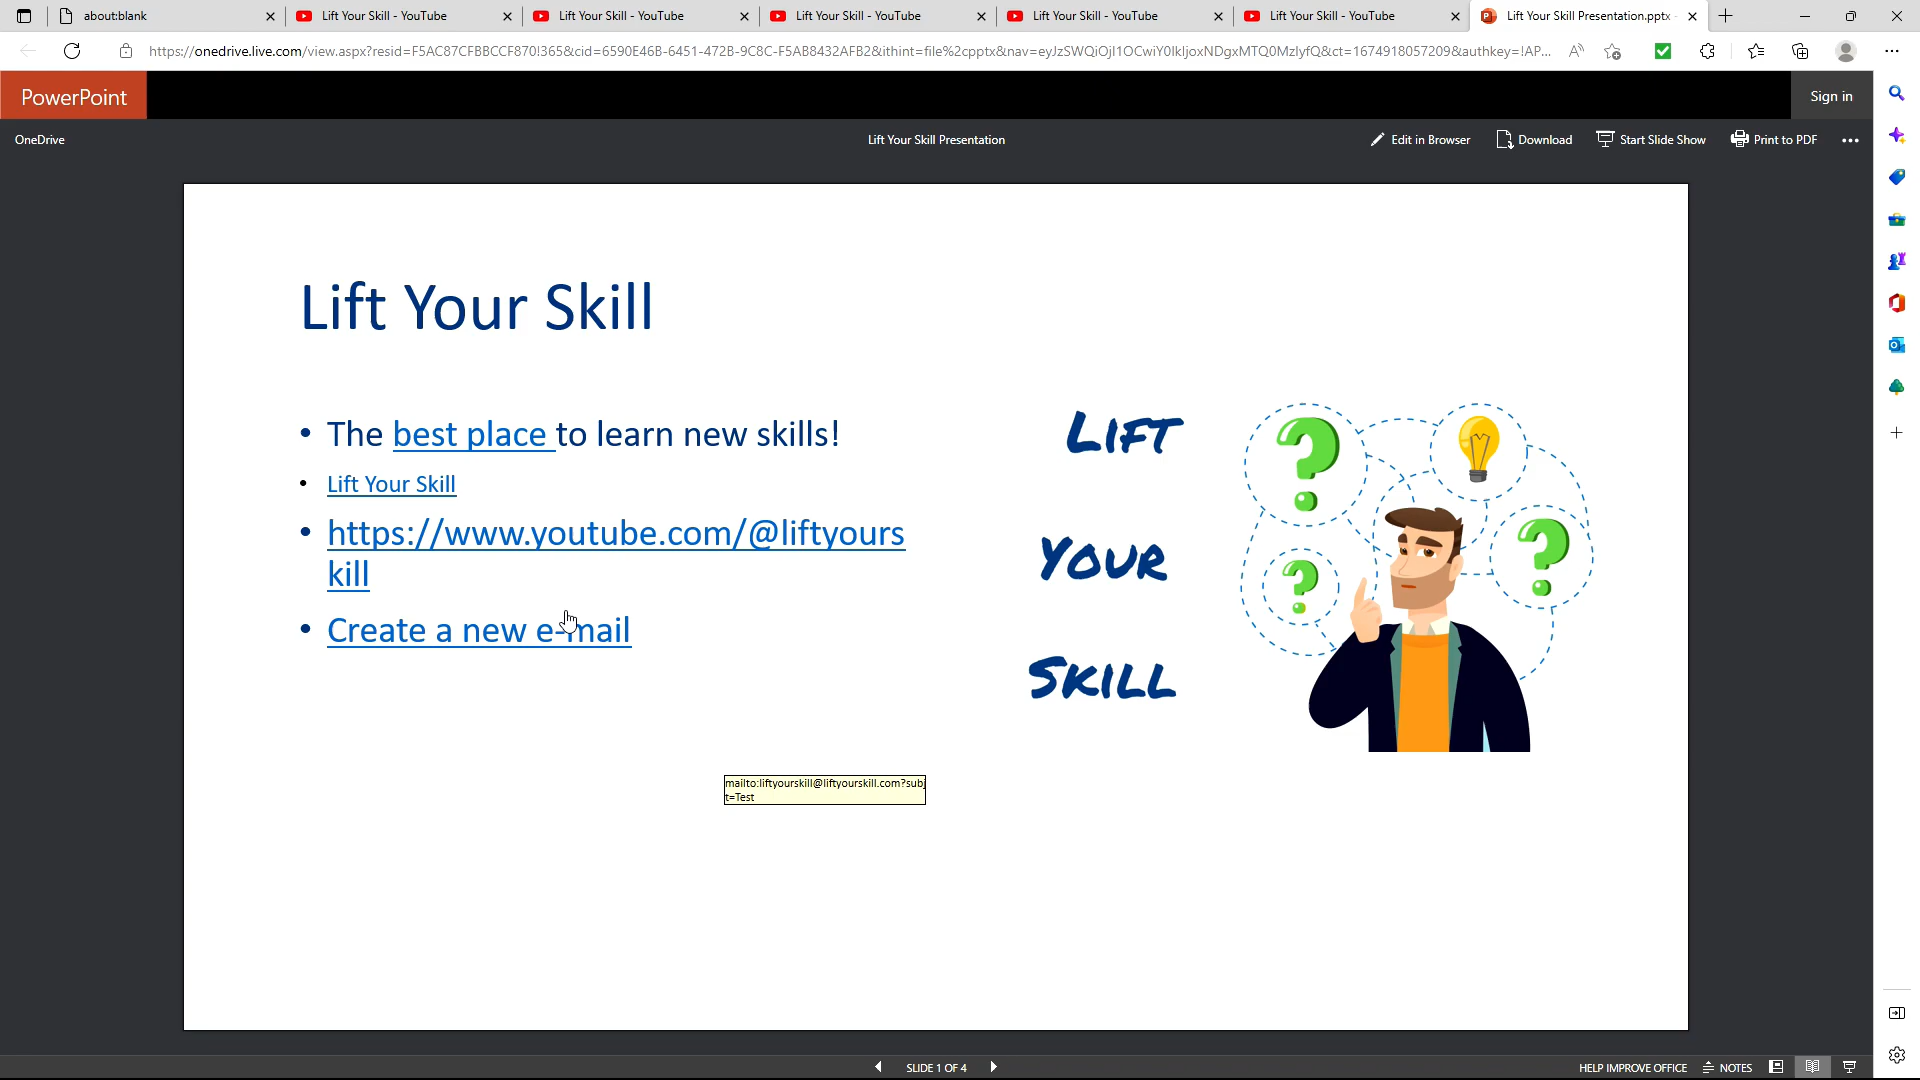 about:blank
Lift Your Skill - YouTube
Lift Your Skill - YouTube
Lift Your Skill - YouTube
Lift Your Skill - YouTube
Lift Your Skill - YouTube
Lift Your Skill Presentation.pptx -
https://onedrive.live.com/view.aspx?resid=F5AC87CFBBCCF870!365&cid=6590E46B-6451-472B-9C8C-F5AB8432AFB2&ithint=file%2cpptx&nav=eyJzSWQiOjI1OCwiY0lkIjoxNDgxMTQ0MzIyfQ&ct=1674918057209&authkey=!AP...
PowerPoint
Sign in
OneDrive
Lift Your Skill Presentation
Edit in Browser
Download
Start Slide Show
Print to PDF
Lift Your Skill
• The best place to learn new skills!
• Lift Your Skill
• https://www.youtube.com/@liftyours
kill
• Create a new e-mail
Lift
Your
Skill
mailto:liftyourskill@liftyourskill.com?subj
t=Test
SLIDE 1 OF 4
HELP IMPROVE OFFICE
NOTES